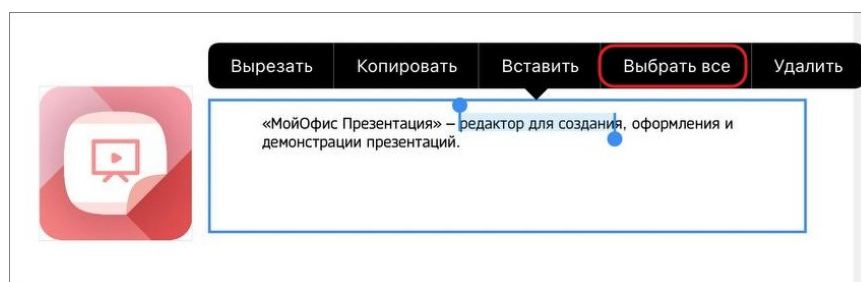 Вырезать Копировать Вставить Выбрать все Удалить
«МойОфис Презентация» – редактор для создания, оформления и
демонстрации презентаций.